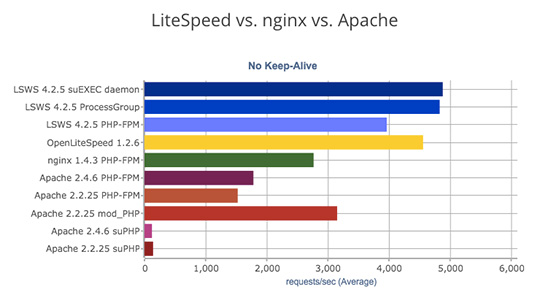 LiteSpeed vs. nginx vs. Apache
No Keep-Alive
LSWS 4.2.5 suEXEC daemon
LSWS 4.2.5 ProcessGroup
LSWS 4.2.5 PHP-FPM
OpenLiteSpeed 1.2.6
nginx 1.4.3 PHP-FPM
Apache 2.4.6 PHP-FPM
Apache 2.2.25 PHP-FPM
Apache 2.2.25 mod_PHP
Apache 2.4.6 suPHP
Apache 2.2.25 suPHP
0 1,000 2,000 3,000 4,000 5,000 6,000
requests/sec (Average)